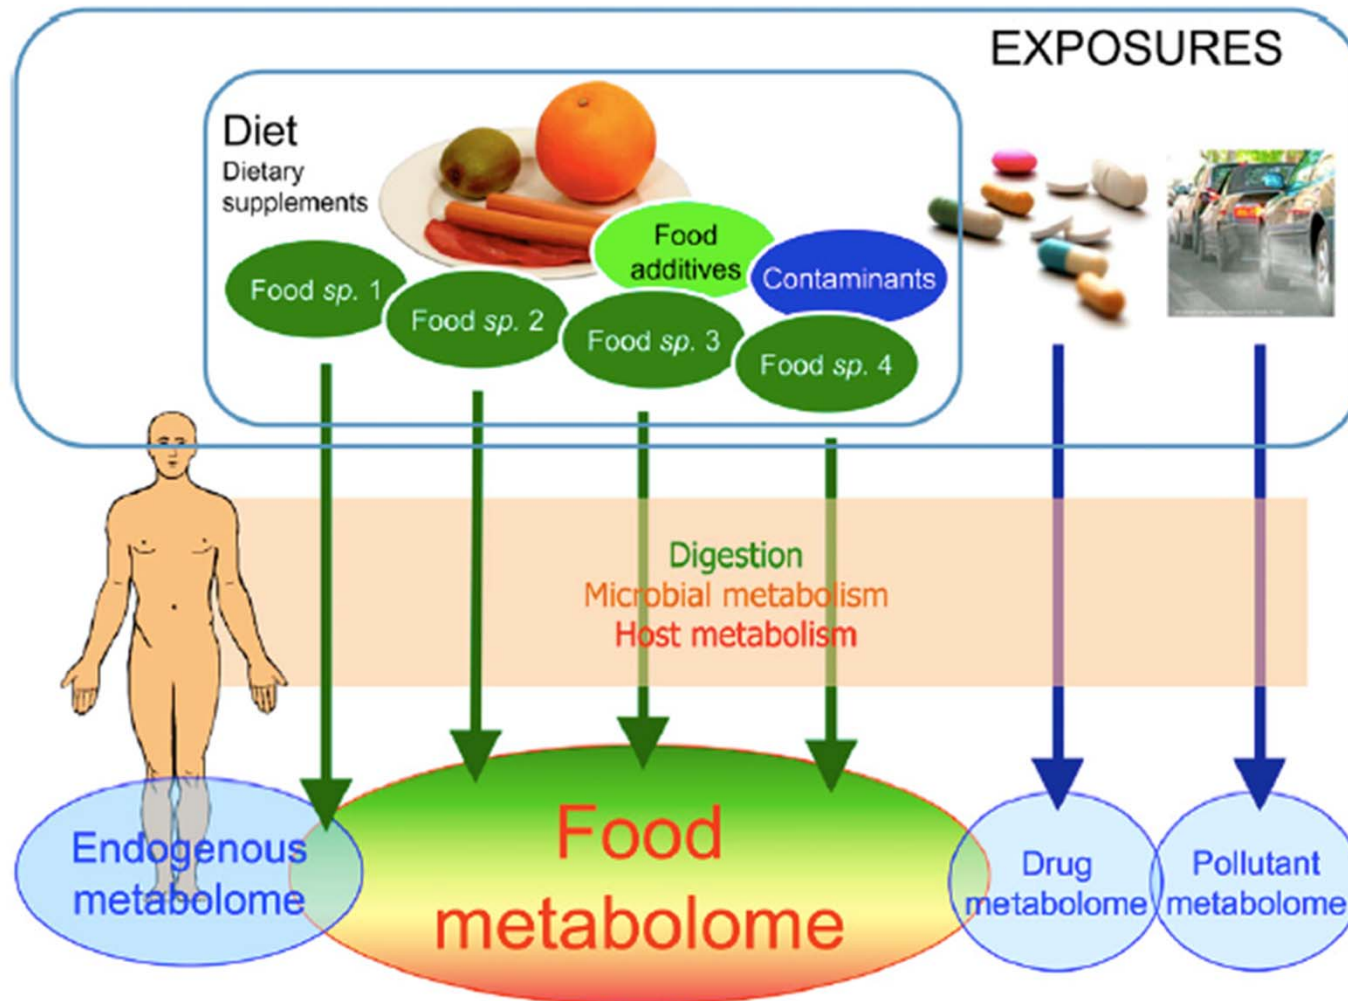 EXPOSURES
Diet
Dietary
supplements
Food
additives
Contaminants
Food sp. 1
Food sp. 2
Food sp. 3
Food sp. 4
Digestion
Microbial metabolism
Host metabolism
Endogenous
metabolome
Food
metabolome
Drug
metabolome
Pollutant
metabolome